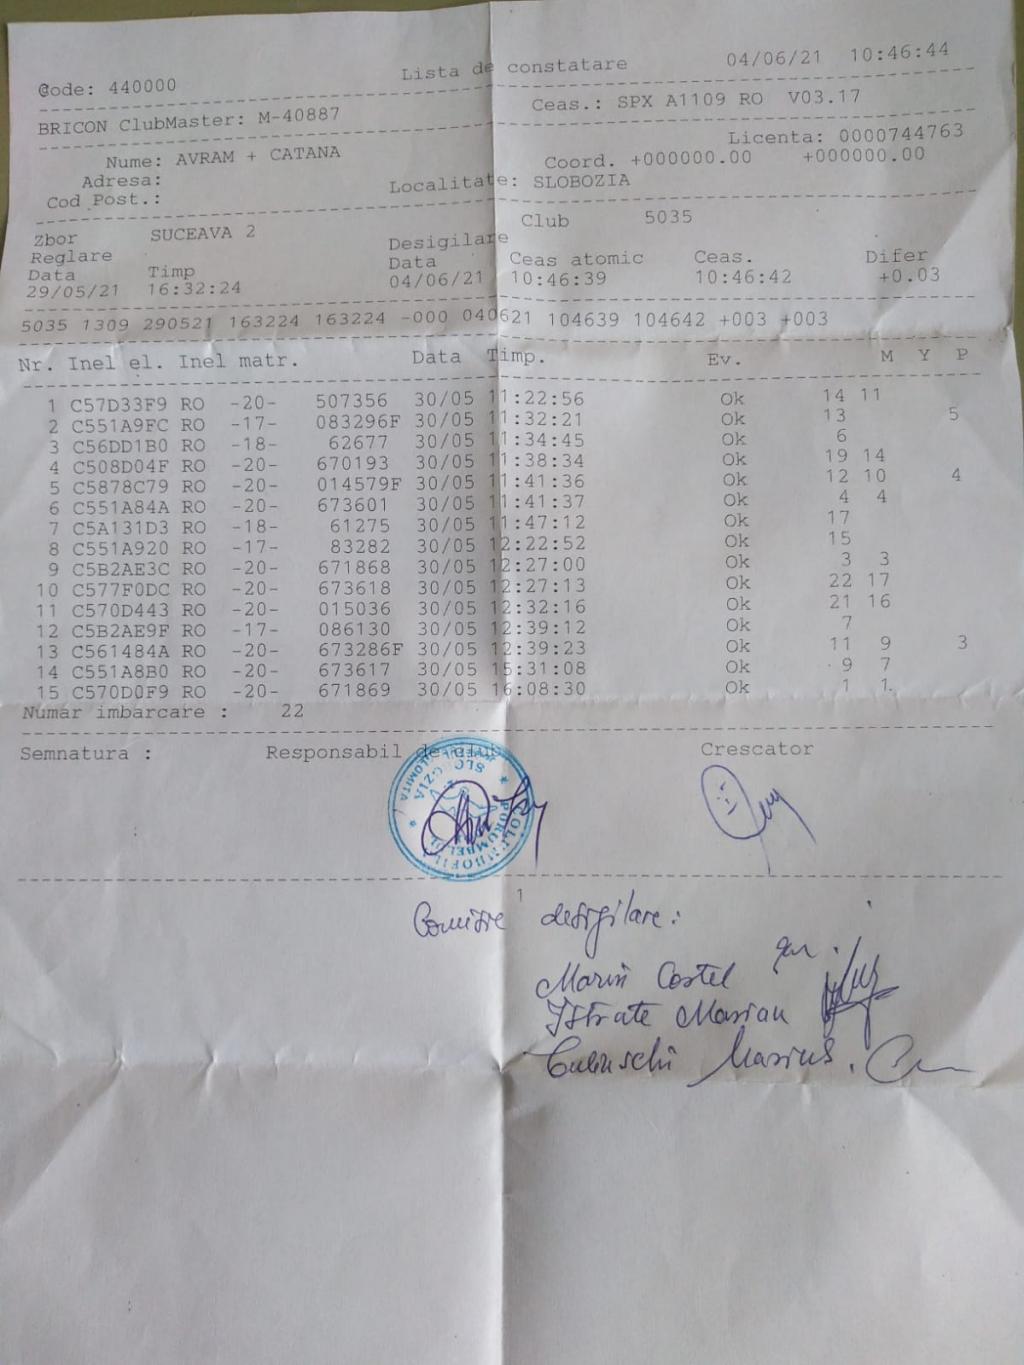 @ode: 440000 Lista de constatare 04/06/21 10:46:44
BRICON ClubMaster: M-40887 Ceas.: SPX A1109 RO V03.17
Licenta: 0000744763
Nume: AVRAM + CATANA Coord. +000000.00 +000000.00
Adresa:
Cod Post.: Localitate: SLOBOZIA
Club 5035
Zbor SUCEAVA 2 Desigilare
Reglare Data Ceas atomic Ceas. Difer
Data Timp 04/06/21 10:46:39 10:46:42 +0.03
29/05/21 16:32:24
5035 1309 290521 163224 163224 -000 040621 104639 104642 +003 +003
Nr. Inel el. Inel matr. Data Timp. Ev. M Y P
1 C57D33F9 RO -20- 507356 30/05 11:22:56 Ok 14 11
2 C551A9FC RO -17- 083296F 30/05 11:32:21 Ok 13 5
3 C56DD1B0 RO -18- 62677 30/05 11:34:45 Ok 6
4 C508D04F RO -20- 670193 30/05 11:38:34 Ok 19 14
5 C5878C79 RO -20- 014579F 30/05 11:41:36 Ok 12 10 4
6 C551A84A RO -20- 673601 30/05 11:41:37 Ok 4 4
7 C5A131D3 RO -18- 61275 30/05 11:47:12 Ok 17
8 C551A920 RO -17- 83282 30/05 12:22:52 Ok 15
9 C5B2AE3C RO -20- 671868 30/05 12:27:00 Ok 3 3
10 C577F0DC RO -20- 673618 30/05 12:27:13 Ok 22 17
11 C570D443 RO -20- 015036 30/05 12:32:16 Ok 21 16
12 C5B2AE9F RO -17- 086130 30/05 12:39:12 Ok 7
13 C561484A RO -20- 673286F 30/05 12:39:23 Ok 11 9 3
14 C551A8B0 RO -20- 673617 30/05 15:31:08 Ok 9 7
15 C570D0F9 RO -20- 671869 30/05 16:08:30 Ok 1 1
Numar imbarcare : 22
Semnatura : Responsabil de Crescator
1
Comisie desigilare:
Marin Costel
Istrate Marian
Marius